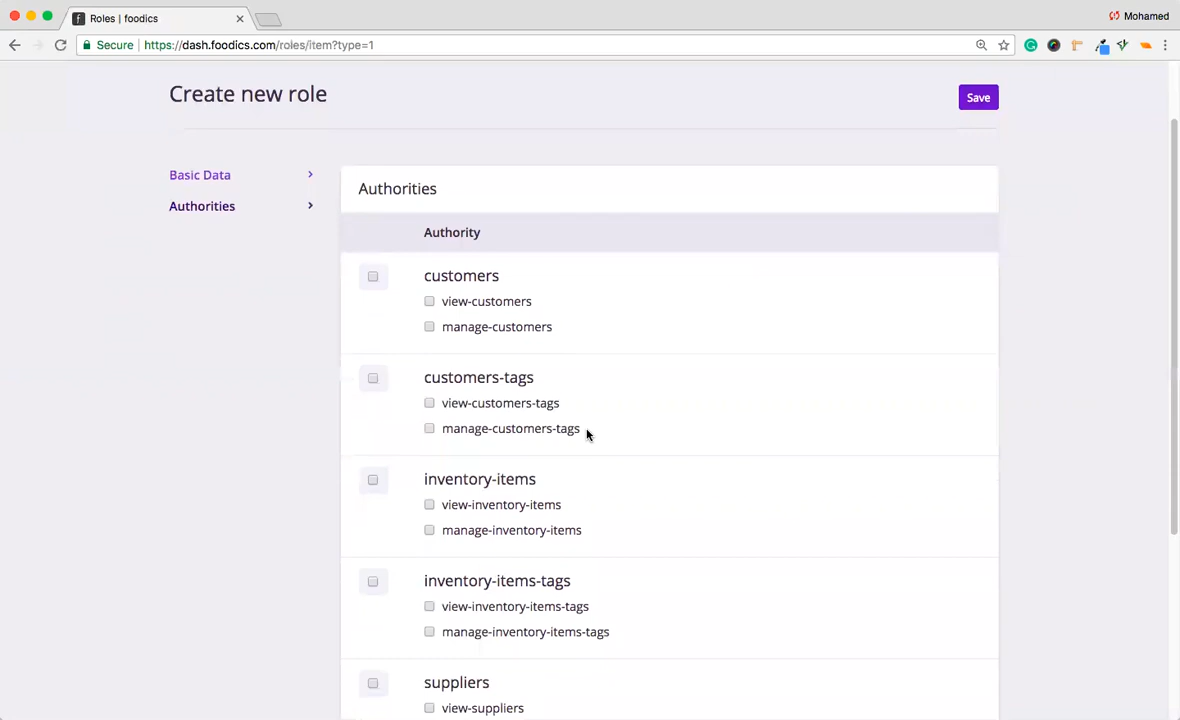 Roles | foodics
Mohamed
Secure https://dash.foodics.com/roles/item?type=1
Create new role
Save
Basic Data
Authorities
Authorities
Authority
customers
view-customers
manage-customers
customers-tags
view-customers-tags
manage-customers-tags
inventory-items
view-inventory-items
manage-inventory-items
inventory-items-tags
view-inventory-items-tags
manage-inventory-items-tags
suppliers
view-suppliers